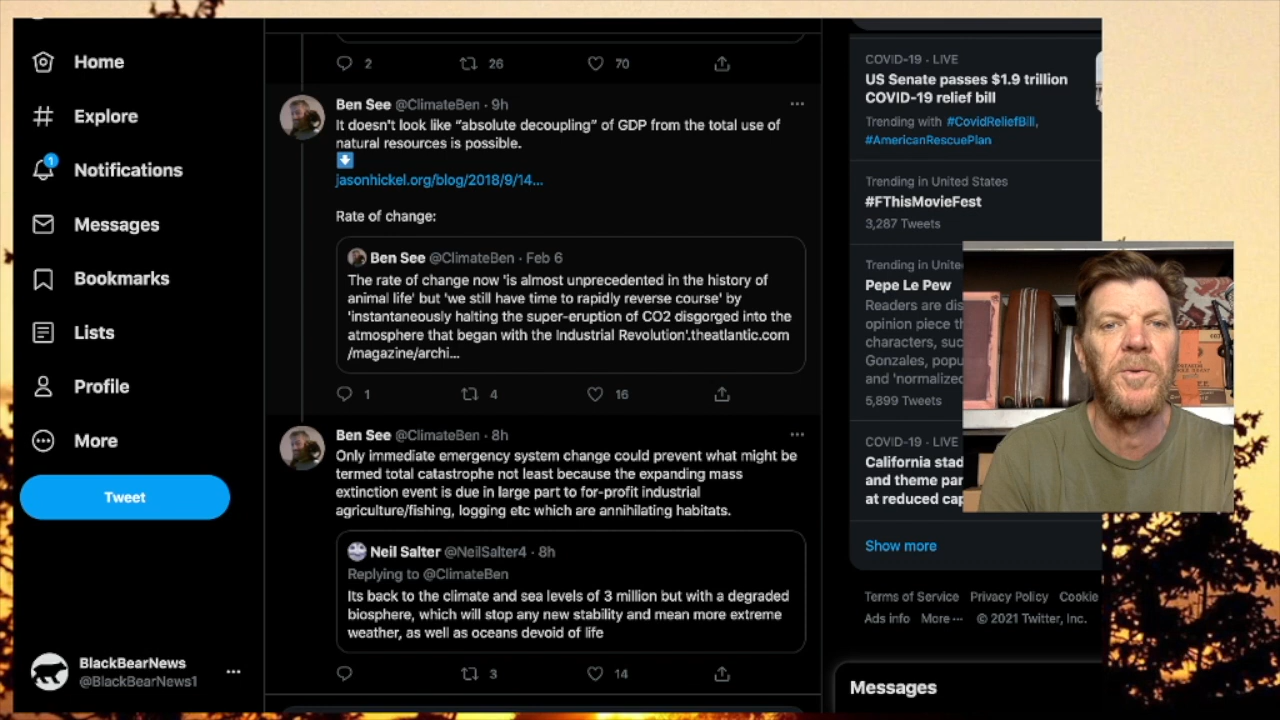 Home
Explore
1
Notifications
Messages
Bookmarks
Lists
Profile
More
Tweet
BlackBearNews
@BlackBearNews1
2 26 70
Ben See @ClimateBen · 9h
It doesn't look like “absolute decoupling” of GDP from the total use of
natural resources is possible.
⬇️
jasonhickel.org/blog/2018/9/14...
Rate of change:
Ben See @ClimateBen · Feb 6
The rate of change now 'is almost unprecedented in the history of
animal life' but 'we still have time to rapidly reverse course' by
'instantaneously halting the super-eruption of CO2 disgorged into the
atmosphere that began with the Industrial Revolution'.theatlantic.com
/magazine/archi...
1 4 16
Ben See @ClimateBen · 8h
Only immediate emergency system change could prevent what might be
termed total catastrophe not least because the expanding mass
extinction event is due in large part to for-profit industrial
agriculture/fishing, logging etc which are annihilating habitats.
Neil Salter @NeilSalter4 · 8h
Replying to @ClimateBen
Its back to the climate and sea levels of 3 million but with a degraded
biosphere, which will stop any new stability and mean more extreme
weather, as well as oceans devoid of life
3 14
COVID-19 · LIVE
US Senate passes $1.9 trillion
COVID-19 relief bill
Trending with #CovidReliefBill,
#AmericanRescuePlan
Trending in United States
#FThisMovieFest
3,287 Tweets
Trending in Unite
Pepe Le Pew
Readers are dis
opinion piece th
characters, suc
Gonzales, popu
and 'normalized
5,899 Tweets
COVID-19 · LIVE
California stad
and theme par
at reduced cap
Show more
Terms of Service Privacy Policy Cookie
Ads info More ··· © 2021 Twitter, Inc.
Messages